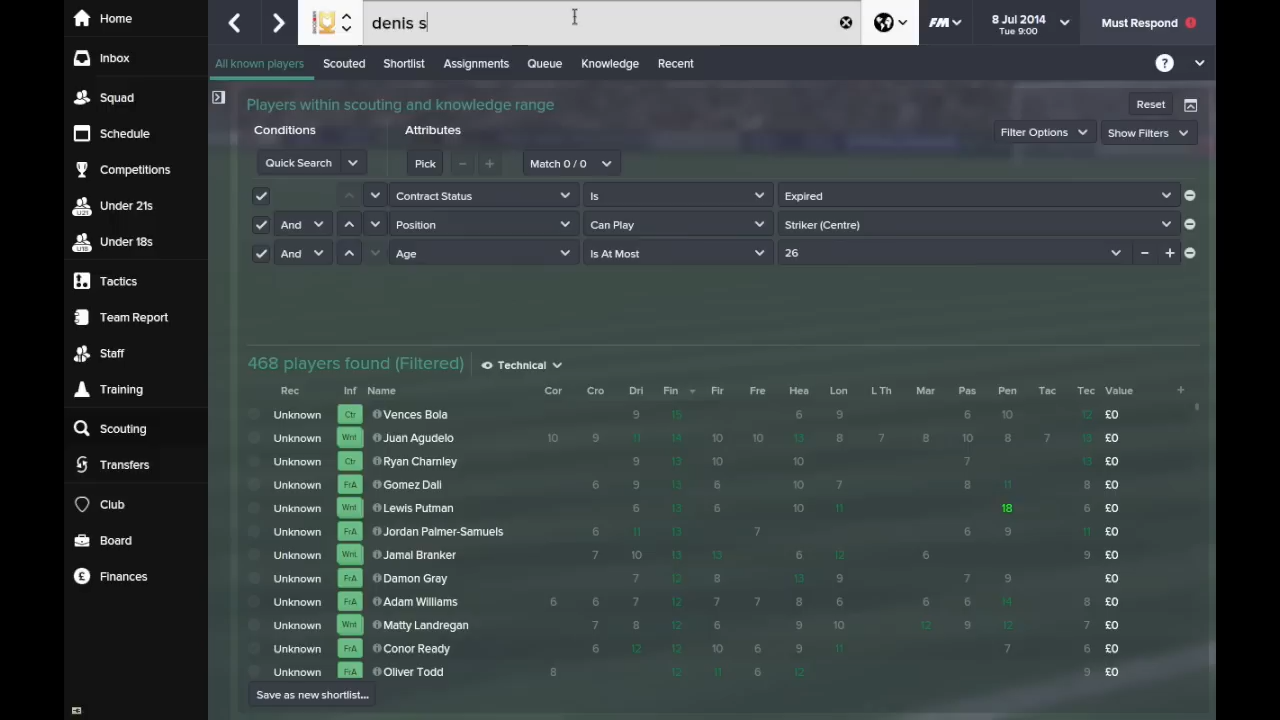 Home
denis s
FM
8 Jul 2014
Tue 9:00
Must Respond
Inbox
All known players Scouted Shortlist Assignments Queue Knowledge Recent ?
Squad
Players within scouting and knowledge range Reset
Schedule
Conditions Attributes Filter Options Show Filters
Competitions
Quick Search Pick - + Match 0 / 0
Under 21s
Contract Status Is Expired
Under 18s
And Position Can Play Striker (Centre)
And Age Is At Most 26 - +
Tactics
Team Report
Staff
Training
Scouting
Transfers
Club
Board
Finances
468 players found (Filtered) Technical
Rec Inf Name Cor Cro Dri Fin Fir Fre Hea Lon L Th Mar Pas Pen Tac Tec Value +
Unknown Ctr Vences Bola 9 15 6 9 6 10 12 £0
Unknown Wnt Juan Agudelo 10 9 11 14 10 10 13 8 7 8 10 8 7 13 £0
Unknown Ctr Ryan Charnley 9 13 10 10 7 13 £0
Unknown FrA Gomez Dali 6 9 13 6 10 7 8 11 8 £0
Unknown Wnt Lewis Putman 6 13 6 10 11 18 6 £0
Unknown FrA Jordan Palmer-Samuels 6 11 13 7 6 9 11 £0
Unknown Wnt Jamal Branker 7 10 13 13 6 12 6 9 £0
Unknown FrA Damon Gray 7 12 8 13 9 7 9 £0
Unknown FrA Adam Williams 6 6 7 12 7 7 8 6 6 6 14 8 £0
Unknown Wnt Matty Landregan 7 8 12 6 9 10 12 9 12 7 £0
Unknown FrA Conor Ready 6 12 12 10 6 9 11 7 6 £0
Unknown FrA Oliver Todd 8 12 11 6 12 9 £0
Save as new shortlist...